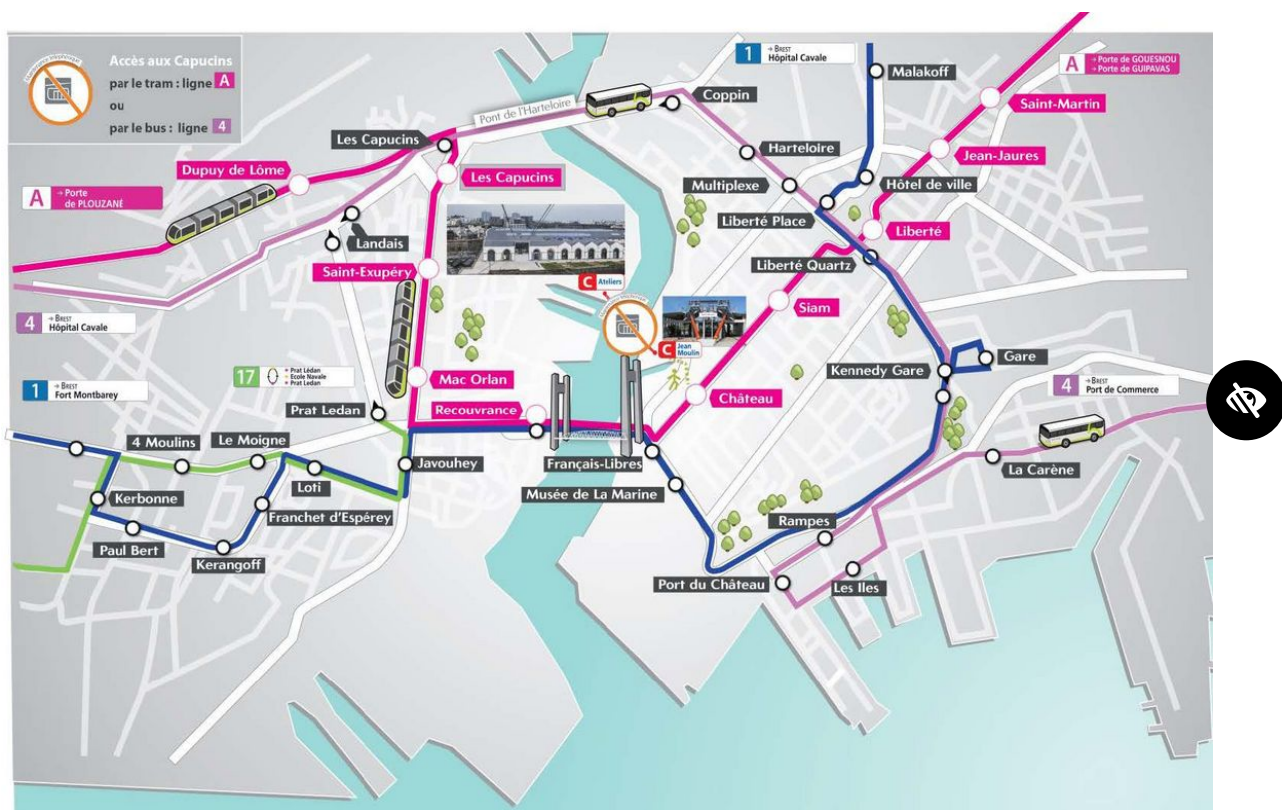 Accès aux Capucins
par le tram : ligne A
ou
par le bus : ligne 4
1 → BREST
Hôpital Cavale
Malakoff
A → Porte de GOUESNOU
→ Porte de GUIPAVAS
Coppin
Saint-Martin
Pont de l'Harteloire
Les Capucins
Harteloire
Jean-Jaures
Dupuy de Lôme
Les Capucins
Multiplexe
Hôtel de ville
A → Porte
de PLOUZANÉ
Liberté Place
Liberté
Landais
Liberté Quartz
Saint-Exupéry
C Ateliers
Siam
4 → BREST
Hôpital Cavale
C Jean
Moulin
Gare
17 Prat Lédan
Ecole Navale
Prat Ledan
Mac Orlan
Kennedy Gare
1 → BREST
Fort Montbarey
4 → BREST
Port de Commerce
Château
Prat Ledan
Recouvrance
4 Moulins
Le Moigne
Javouhey
Français-Libres
La Carène
Loti
Musée de La Marine
Kerbonne
Franchet d'Espérey
Rampes
Paul Bert
Kerangoff
Port du Château
Les Iles